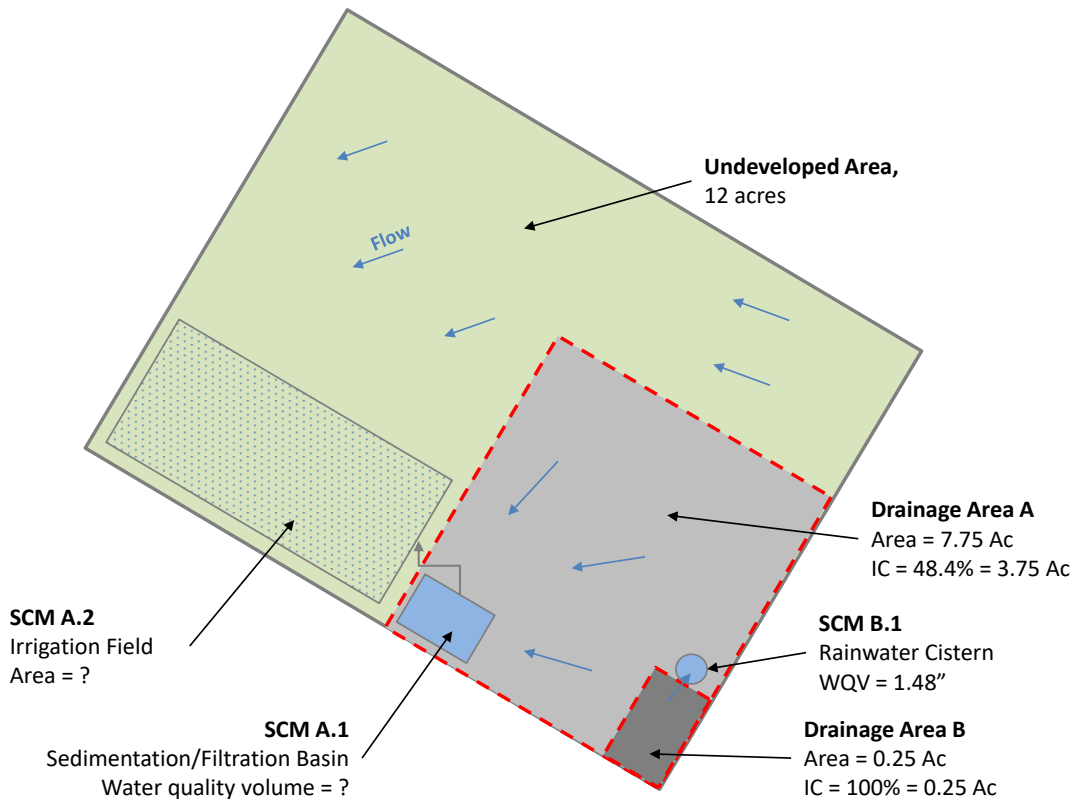 Undeveloped Area,
12 acres
Flow
Drainage Area A
Area = 7.75 Ac
IC = 48.4% = 3.75 Ac
SCM A.2
Irrigation Field
Area = ?
SCM B.1
Rainwater Cistern
WQV = 1.48”
SCM A.1
Sedimentation/Filtration Basin
Water quality volume = ?
Drainage Area B
Area = 0.25 Ac
IC = 100% = 0.25 Ac